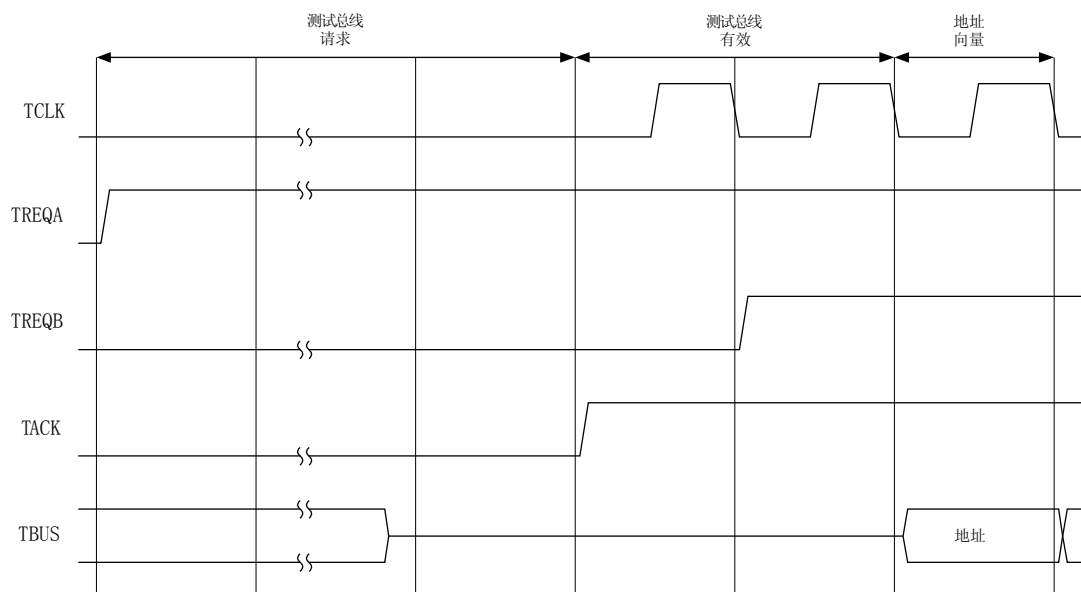 测试总线
请求
测试总线
有效
地址
向量
TCLK
TREQA
TREQB
TACK
TBUS
地址